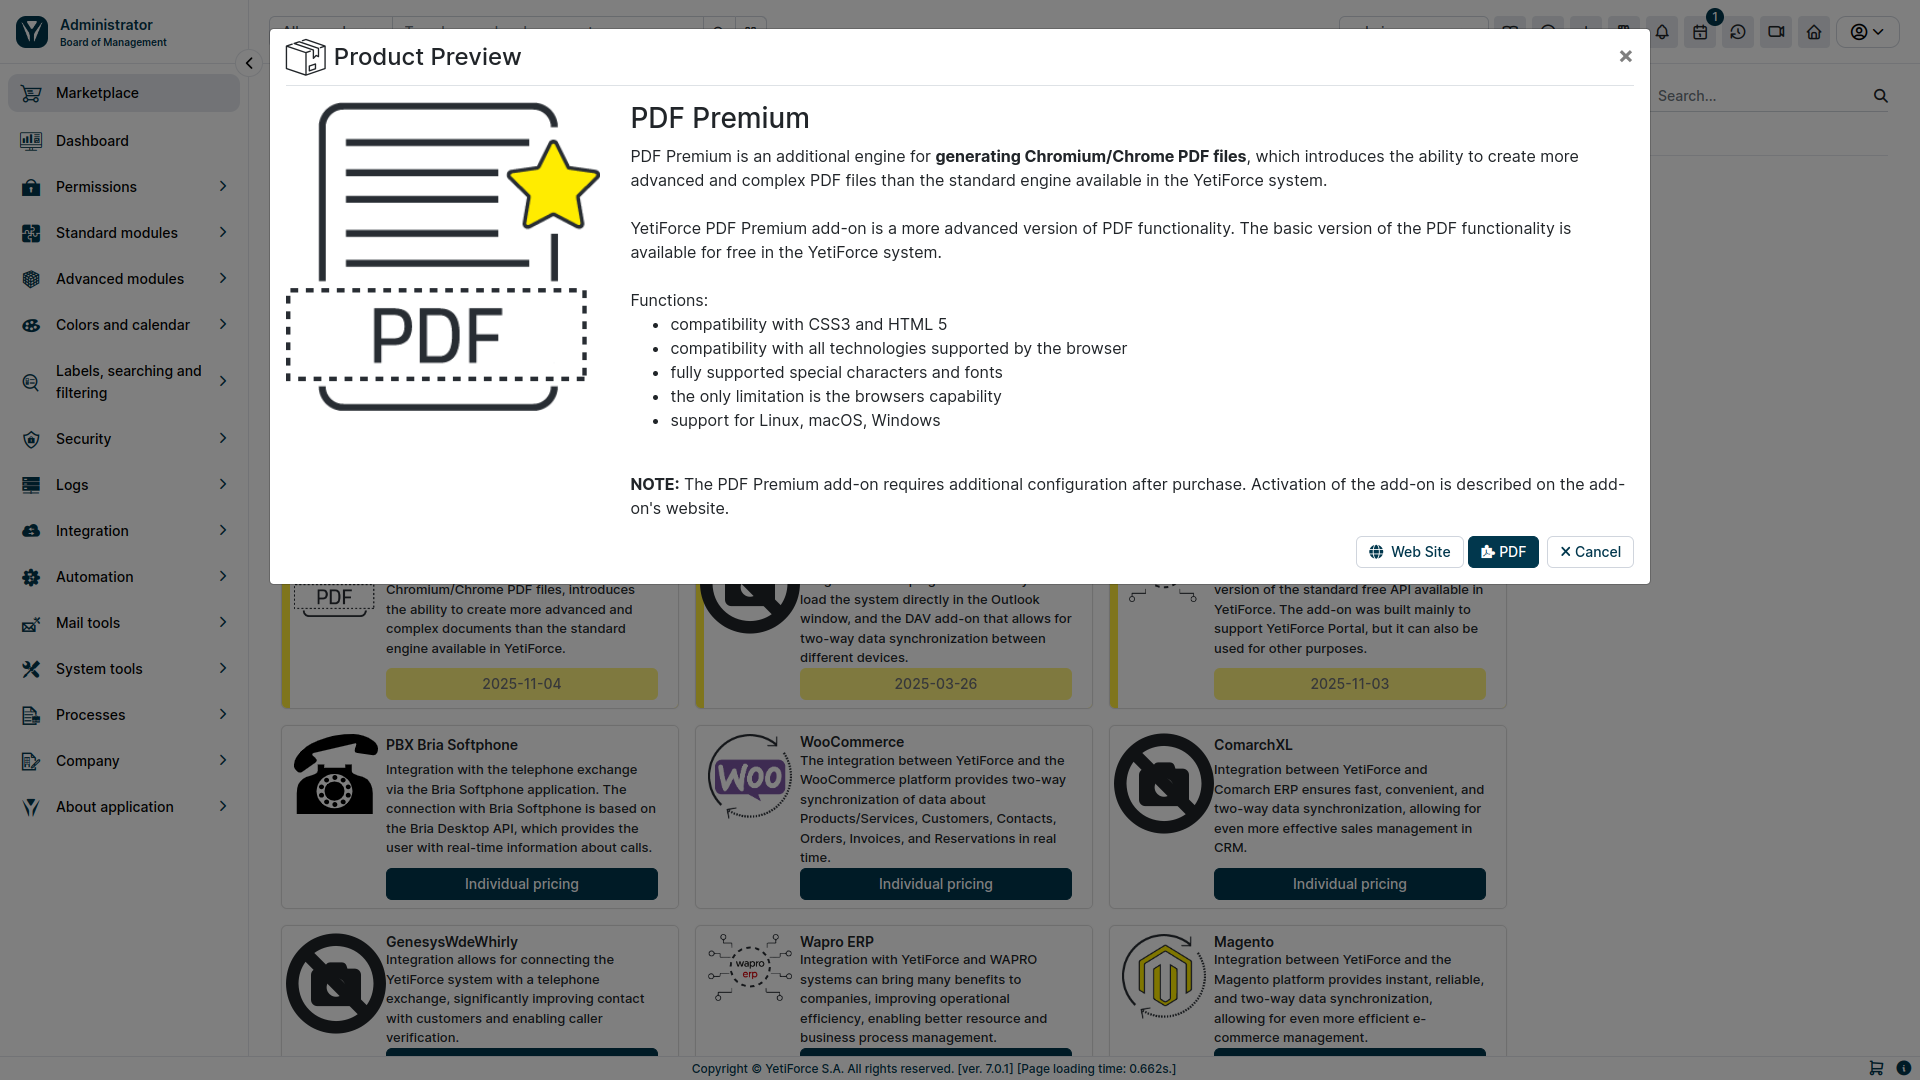 Administrator
Board of Management
1
Product Preview
×
Marketplace
Search...
Dashboard
Permissions
Standard modules
Advanced modules
Colors and calendar
Labels, searching and
filtering
Security
Logs
Integration
Automation
Mail tools
System tools
Processes
Company
About application
PDF
PDF Premium
PDF Premium is an additional engine for generating Chromium/Chrome PDF files, which introduces the ability to create more
advanced and complex PDF files than the standard engine available in the YetiForce system.
YetiForce PDF Premium add-on is a more advanced version of PDF functionality. The basic version of the PDF functionality is
available for free in the YetiForce system.
Functions:
• compatibility with CSS3 and HTML 5
• compatibility with all technologies supported by the browser
• fully supported special characters and fonts
• the only limitation is the browsers capability
• support for Linux, macOS, Windows
NOTE: The PDF Premium add-on requires additional configuration after purchase. Activation of the add-on is described on the add-
on's website.
Web Site
PDF
Cancel
PDF
Chromium/Chrome PDF files, introduces
the ability to create more advanced and
complex documents than the standard
engine available in YetiForce.
2025-11-04
load the system directly in the Outlook
window, and the DAV add-on that allows for
two-way data synchronization between
different devices.
2025-03-26
version of the standard free API available in
YetiForce. The add-on was built mainly to
support YetiForce Portal, but it can also be
used for other purposes.
2025-11-03
PBX Bria Softphone
Integration with the telephone exchange
via the Bria Softphone application. The
connection with Bria Softphone is based on
the Bria Desktop API, which provides the
user with real-time information about calls.
Individual pricing
WOO
WooCommerce
The integration between YetiForce and the
WooCommerce platform provides two-way
synchronization of data about
Products/Services, Customers, Contacts,
Orders, Invoices, and Reservations in real
time.
Individual pricing
ComarchXL
Integration between YetiForce and
Comarch ERP ensures fast, convenient, and
two-way data synchronization, allowing for
even more effective sales management in
CRM.
Individual pricing
GenesysWdeWhirly
Integration allows for connecting the
YetiForce system with a telephone
exchange, significantly improving contact
with customers and enabling caller
verification.
wapro
erp
Wapro ERP
Integration with YetiForce and WAPRO
systems can bring many benefits to
companies, improving operational
efficiency, enabling better resource and
business process management.
Magento
Integration between YetiForce and the
Magento platform provides instant, reliable,
and two-way data synchronization,
allowing for even more efficient e-
commerce management.
Copyright © YetiForce S.A. All rights reserved. [ver. 7.0.1] [Page loading time: 0.662s.]